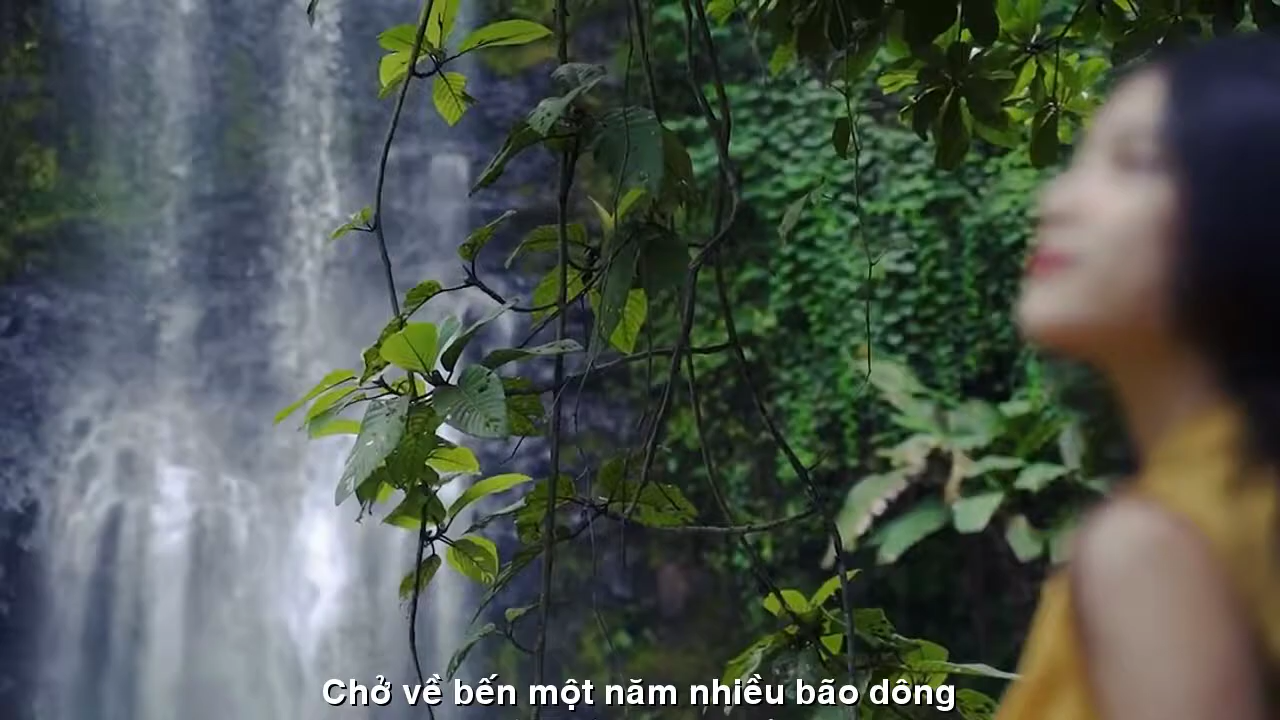 Chở về bến một năm nhiều bão dông